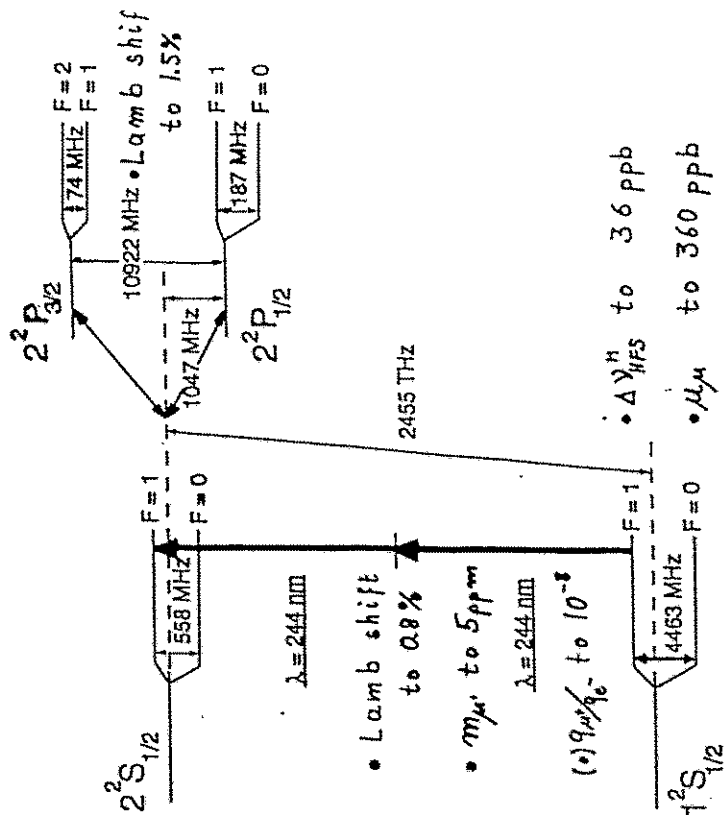 2²P₃/₂
F=2
74 MHz
F=1
10922 MHz
• Lamb shif
to 1.5%
2²S₁/₂
F=1
558 MHz
F=0
1047 MHz
F=1
187 MHz
F=0
2²P₁/₂
λ = 244 nm
2455 THz
• Lamb shift
to 0.8%
• mμ⁺ to 5ppm
λ = 244 nm
(•) qμ⁺/qe⁻ to 10⁻⁸
1²S₁/₂
F=1
4463 MHz
F=0
• Δνⁿ HFS to 36 ppb
• μμ to 360 ppb